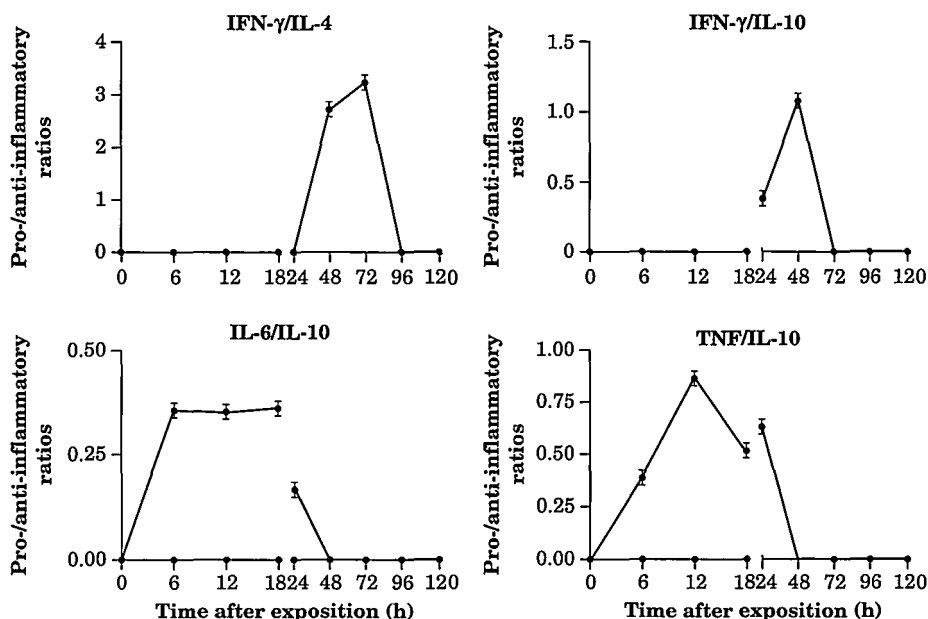 IFN-γ/IL-4
Pro-/anti-inflammatory
ratios
4
3
2
1
0
0 6 12 18 24 48 72 96 120
IFN-γ/IL-10
Pro-/anti-inflammatory
ratios
1.5
1.0
0.5
0
0 6 12 18 24 48 72 96 120
IL-6/IL-10
Pro-/anti-inflammatory
ratios
0.50
0.25
0.00
0 6 12 18 24 48 72 96 120
Time after exposition (h)
TNF/IL-10
Pro-/anti-inflammatory
ratios
1.00
0.75
0.50
0.25
0.00
0 6 12 18 24 48 72 96 120
Time after exposition (h)